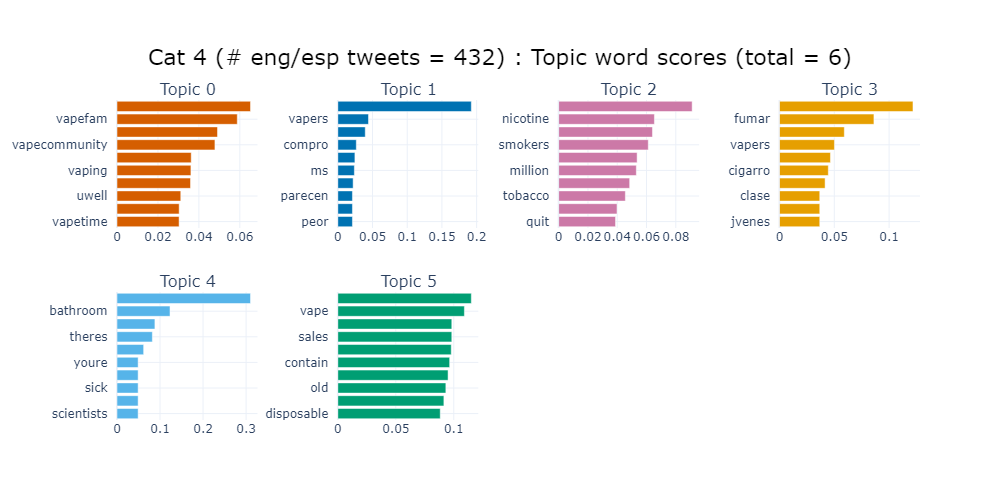 Cat 4 (# eng/esp tweets = 432) : Topic word scores (total = 6)
Topic 0
vapefam
vapecommunity
vaping
uwell
vapetime
0 0.02 0.04 0.06
Topic 1
vapers
compro
ms
parecen
peor
0 0.05 0.1 0.15 0.2
Topic 2
nicotine
smokers
million
tobacco
quit
0 0.02 0.04 0.06 0.08
Topic 3
fumar
vapers
cigarro
clase
jvenes
0 0.05 0.1
Topic 4
bathroom
theres
youre
sick
scientists
0 0.1 0.2 0.3
Topic 5
vape
sales
contain
old
disposable
0 0.05 0.1